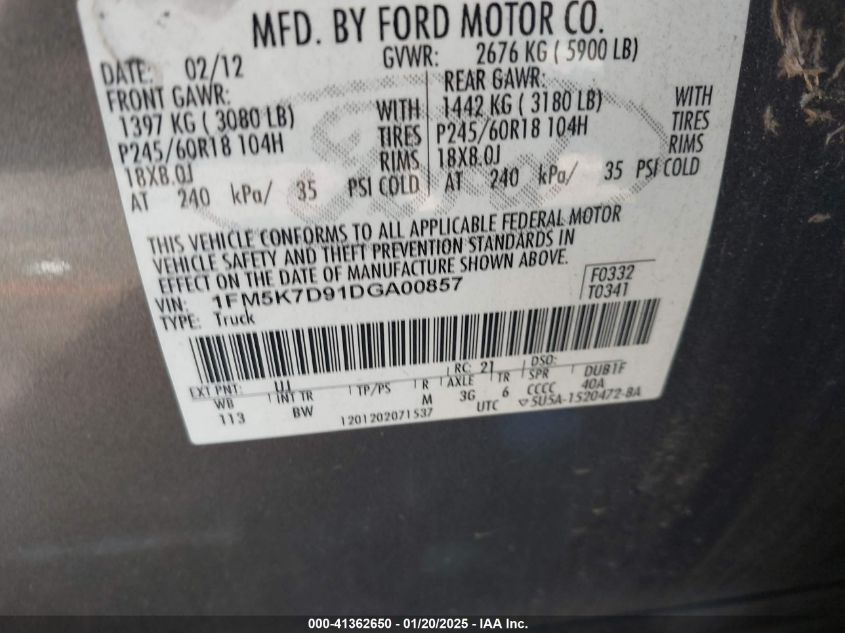 MFD. BY FORD MOTOR CO.
DATE: 02/12 GVWR: 2676 KG ( 5900 LB)
FRONT GAWR: REAR GAWR:
1397 KG ( 3080 LB) WITH 1442 KG ( 3180 LB) WITH
P245/60R18 104H TIRES P245/60R18 104H TIRES
18X8.0J RIMS 18X8.0J RIMS
AT 240 kPa/ 35 PSI COLD AT 240 kPa/ 35 PSI COLD
THIS VEHICLE CONFORMS TO ALL APPLICABLE FEDERAL MOTOR
VEHICLE SAFETY AND THEFT PREVENTION STANDARDS IN
EFFECT ON THE DATE OF MANUFACTURE SHOWN ABOVE.
VIN: 1FM5K7D91DGA00857 F0332
TYPE: Truck T0341
EXT PNT: UJ RC: 21 DSO:
WB INT TR TP/PS R AXLE TR SPR DUB1F
113 BW M 3G 6 CCCC 40A
1201202071537 UTC 5U5A-1520472-BA
000-41362650 - 01/20/2025 - IAA Inc.